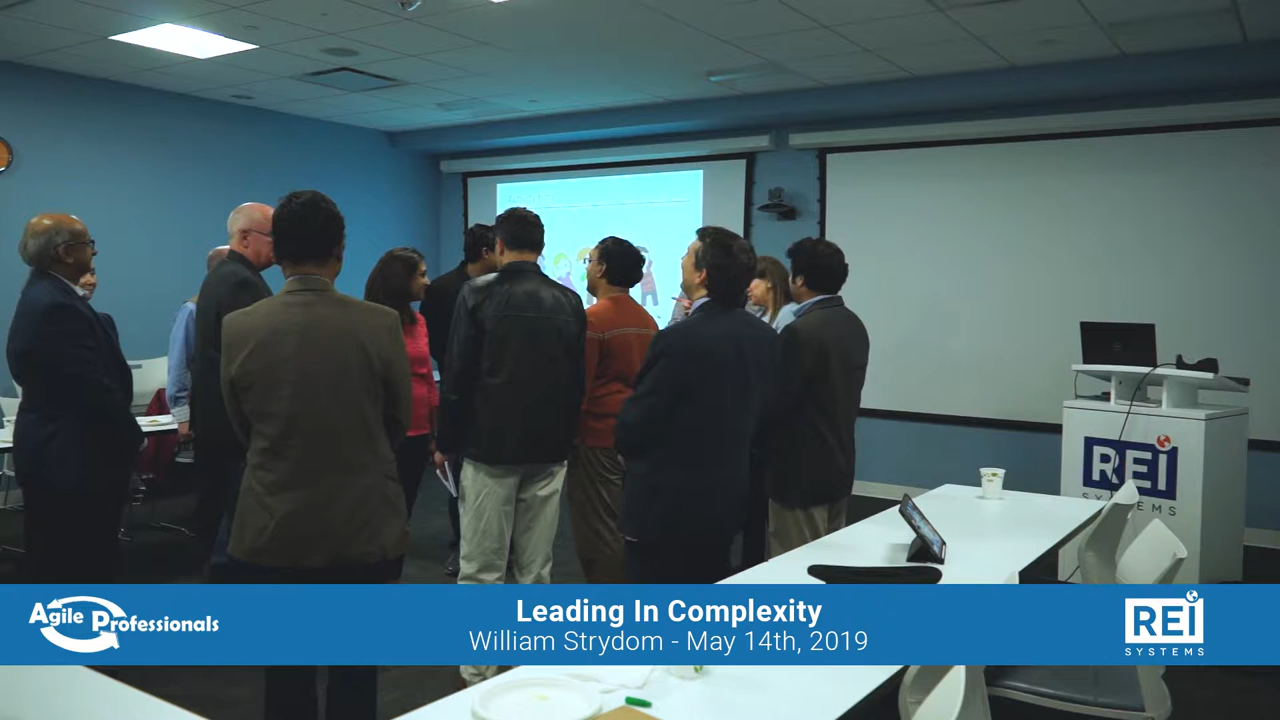 REI
SYSTEMS
Agile Professionals
Leading In Complexity
William Strydom - May 14th, 2019
REI
SYSTEMS